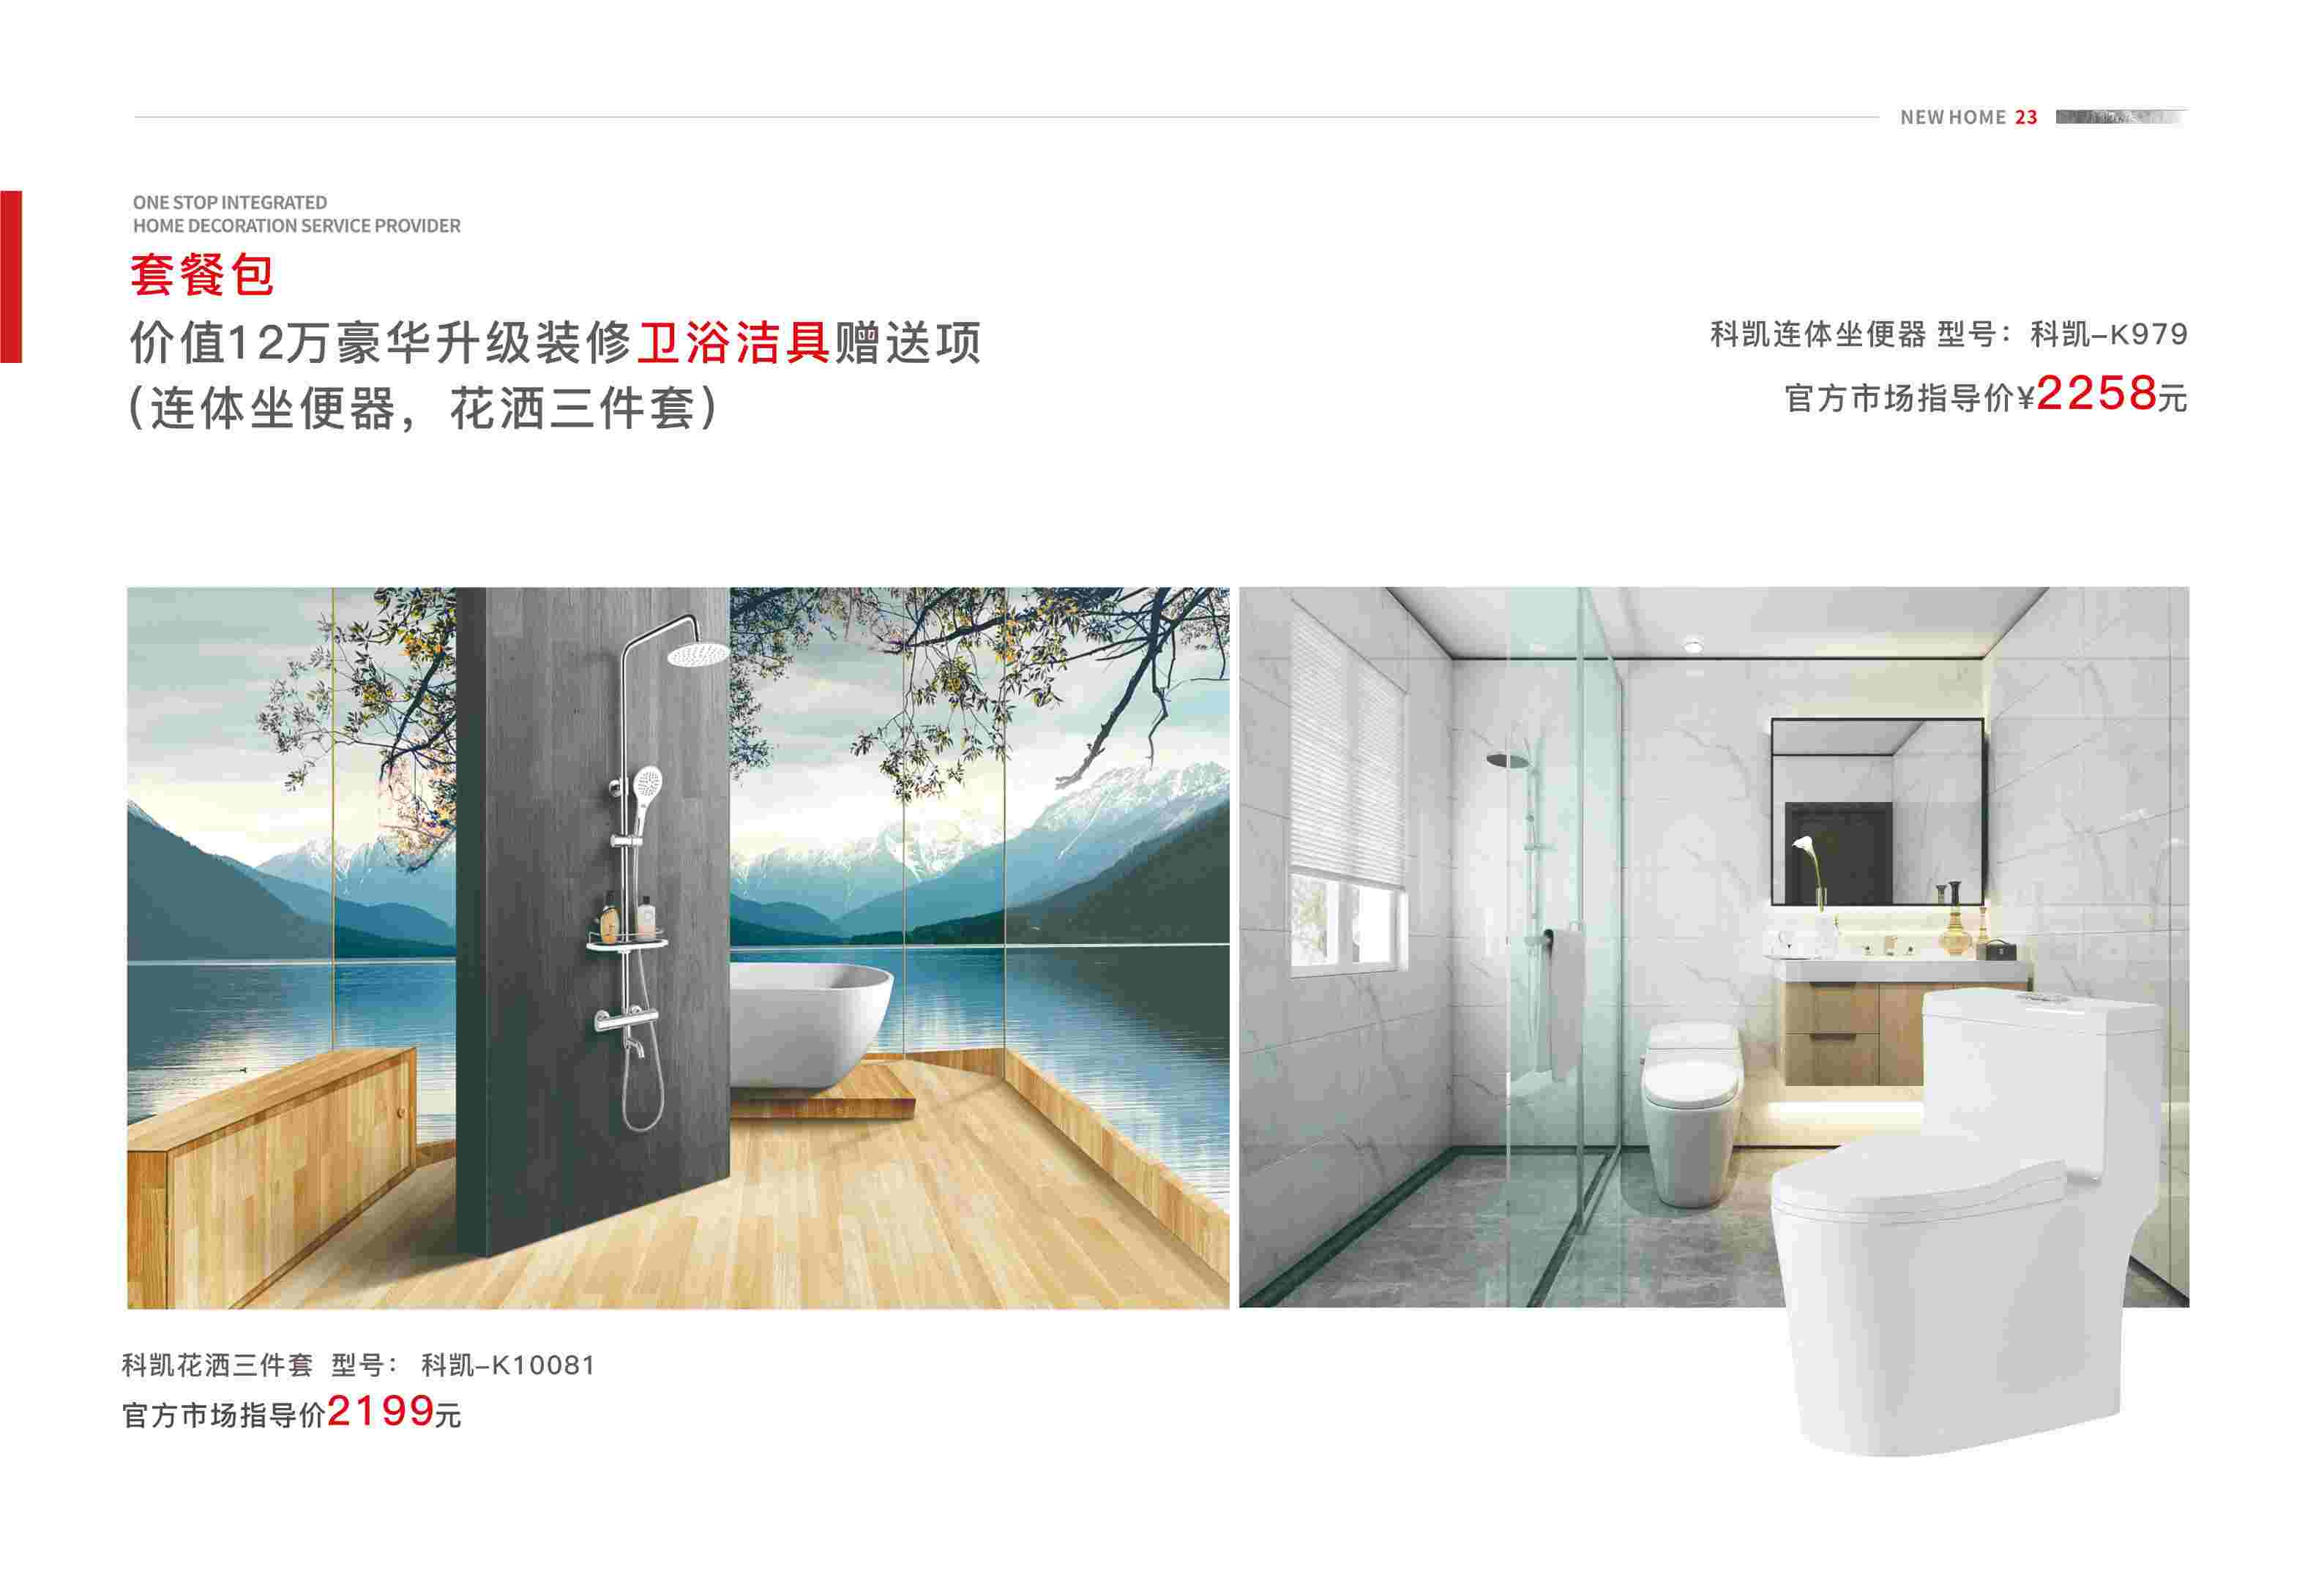 NEW HOME 23
ONE STOP INTEGRATED
HOME DECORATION SERVICE PROVIDER
套餐包
价值12万豪华升级装修卫浴洁具赠送项
(连体坐便器，花洒三件套)
科凯连体坐便器 型号：科凯-K979
官方市场指导价¥2258元
科凯花洒三件套 型号： 科凯-K10081
官方市场指导价2199元